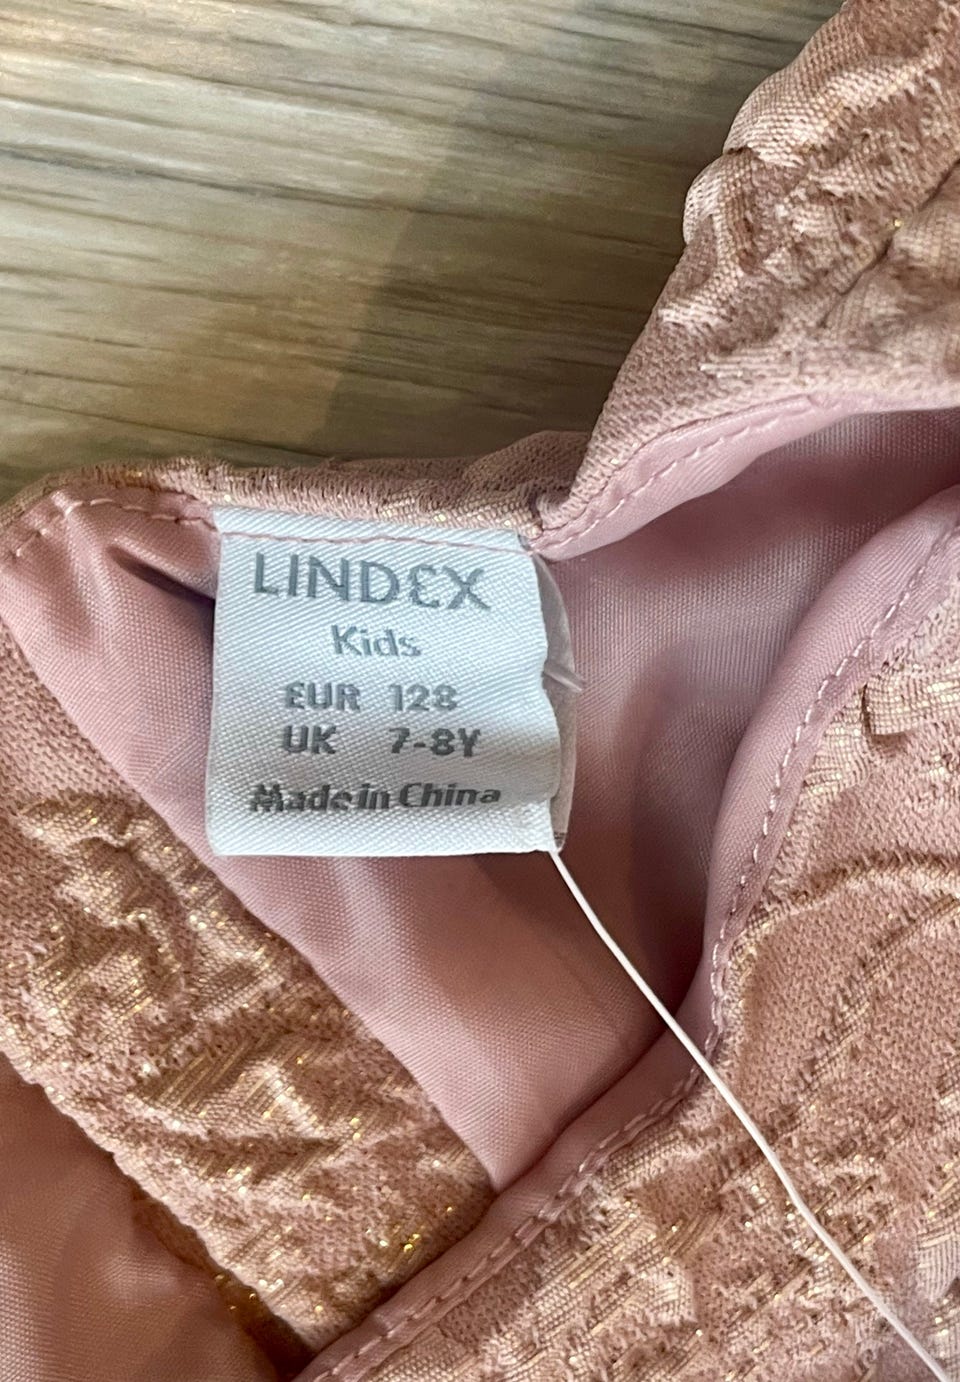 LINDEX
Kids
EUR 128
UK 7-8Y
Made in China